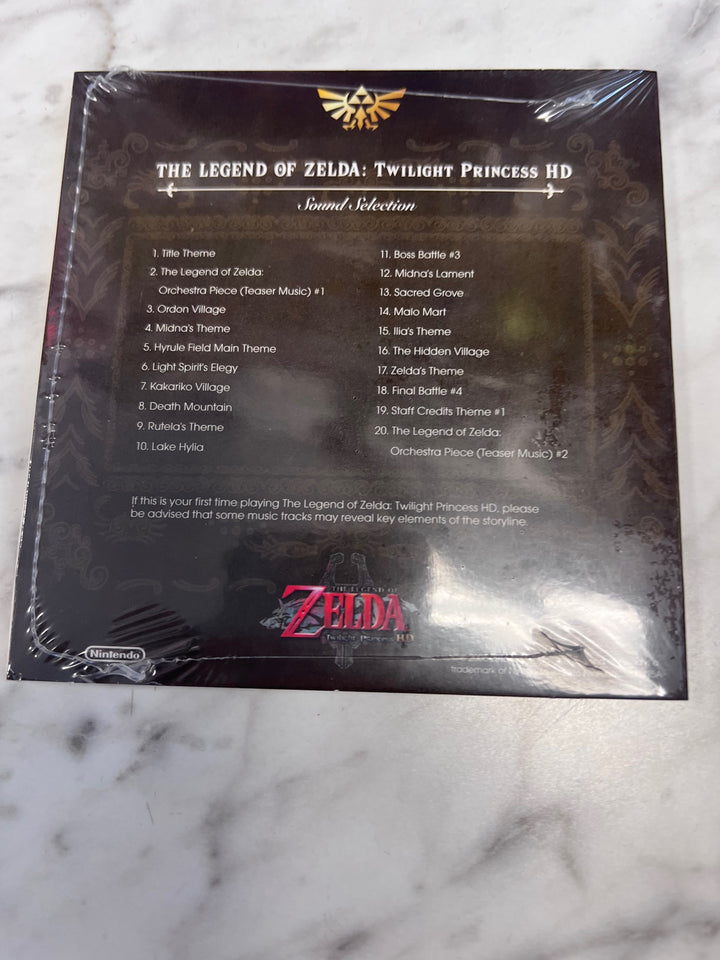 THE LEGEND OF ZELDA: TWILIGHT PRINCESS HD
Sound Selection
1. Title Theme
2. The Legend of Zelda:
Orchestra Piece (Teaser Music) #1
3. Ordon Village
4. Midna's Theme
5. Hyrule Field Main Theme
6. Light Spirit's Elegy
7. Kakariko Village
8. Death Mountain
9. Rutela's Theme
10. Lake Hylia
11. Boss Battle #3
12. Midna's Lament
13. Sacred Grove
14. Malo Mart
15. Ilia's Theme
16. The Hidden Village
17. Zelda's Theme
18. Final Battle #4
19. Staff Credits Theme #1
20. The Legend of Zelda:
Orchestra Piece (Teaser Music) #2
If this is your first time playing The Legend of Zelda: Twilight Princess HD, please
be advised that some music tracks may reveal key elements of the storyline.
THE LEGEND OF
ZELDA
Twilight Princess HD
Nintendo
trademark of